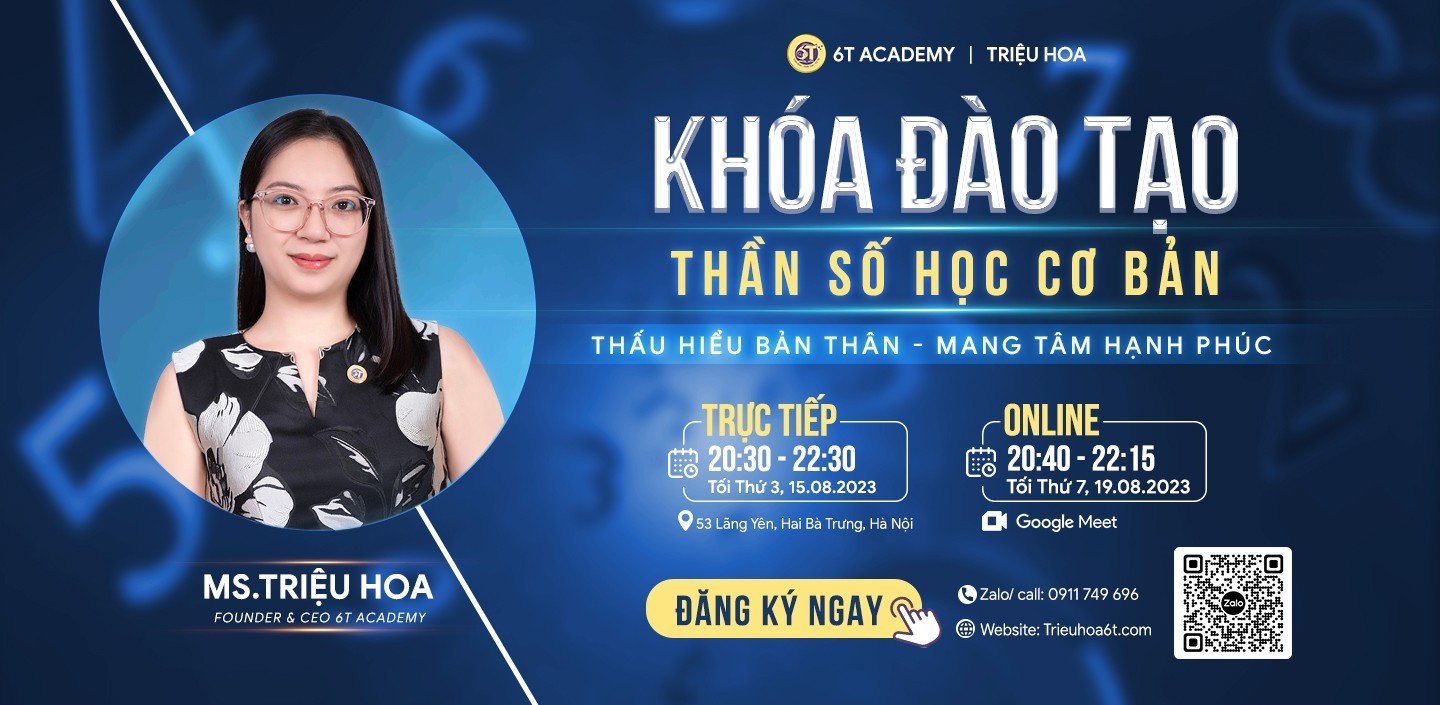 6T ACADEMY | TRIỆU HOA
KHÓA ĐÀO TẠO
THẦN SỐ HỌC CƠ BẢN
THẤU HIỂU BẢN THÂN - MANG TÂM HẠNH PHÚC
TRỰC TIẾP
20:30 - 22:30
Tối Thứ 3, 15.08.2023
53 Lãng Yên, Hai Bà Trưng, Hà Nội
ONLINE
20:40 - 22:15
Tối Thứ 7, 19.08.2023
Google Meet
MS.TRIỆU HOA
FOUNDER & CEO 6T ACADEMY
ĐĂNG KÝ NGAY
Zalo/ call: 0911 749 696
Website: Trieuhoa6t.com
Zalo